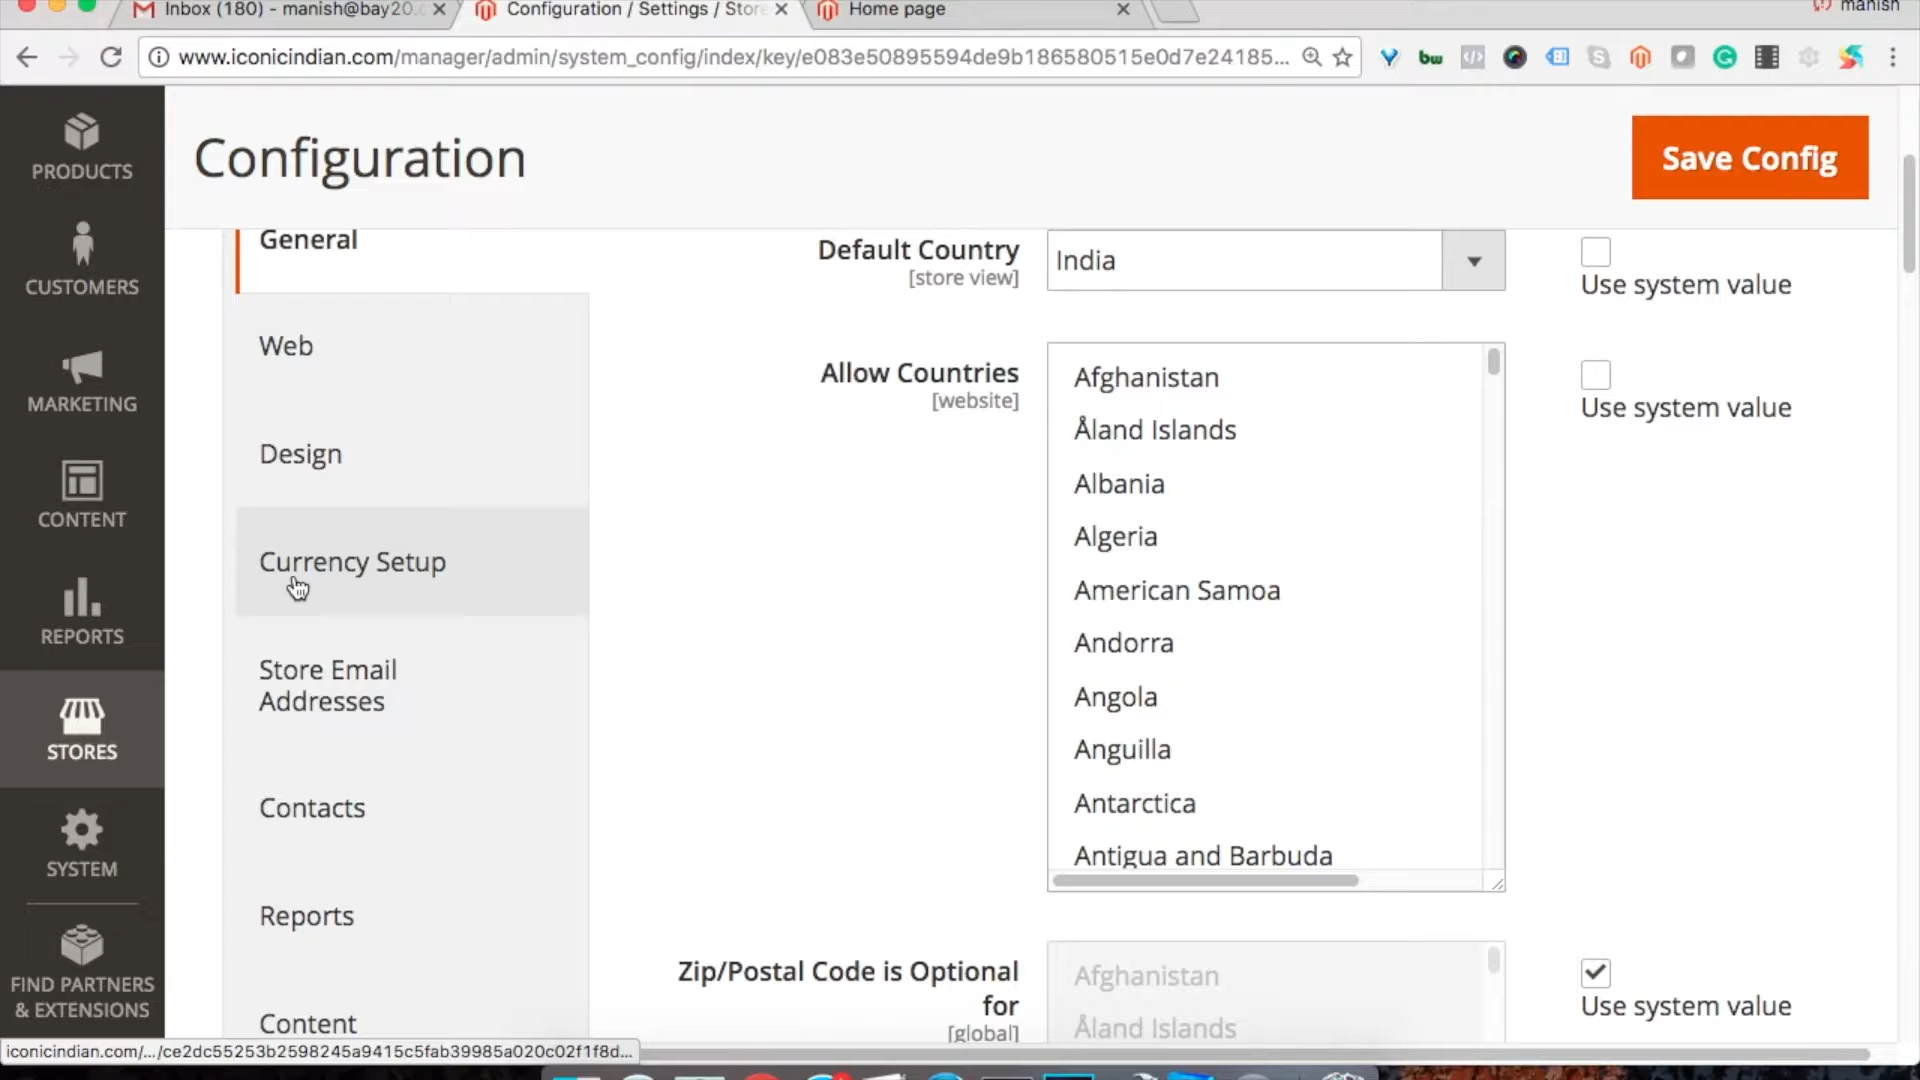 Inbox (180) - manish@bay20.
Configuration / Settings / Store
Home page
manish
www.iconicindian.com/manager/admin/system_config/index/key/e083e50895594de9b186580515e0d7e24185...
bw
PRODUCTS
CUSTOMERS
MARKETING
CONTENT
REPORTS
STORES
SYSTEM
FIND PARTNERS
& EXTENSIONS
Configuration
Save Config
General
Web
Design
Currency Setup
Store Email
Addresses
Contacts
Reports
Content
Default Country
[store view]
India
Use system value
Allow Countries
[website]
Afghanistan
Åland Islands
Albania
Algeria
American Samoa
Andorra
Angola
Anguilla
Antarctica
Antigua and Barbuda
Use system value
Zip/Postal Code is Optional
for
[global]
Afghanistan
Åland Islands
Use system value
iconicindian.com/.../ce2dc55253b2598245a9415c5fab39985a020c02f1f8d...